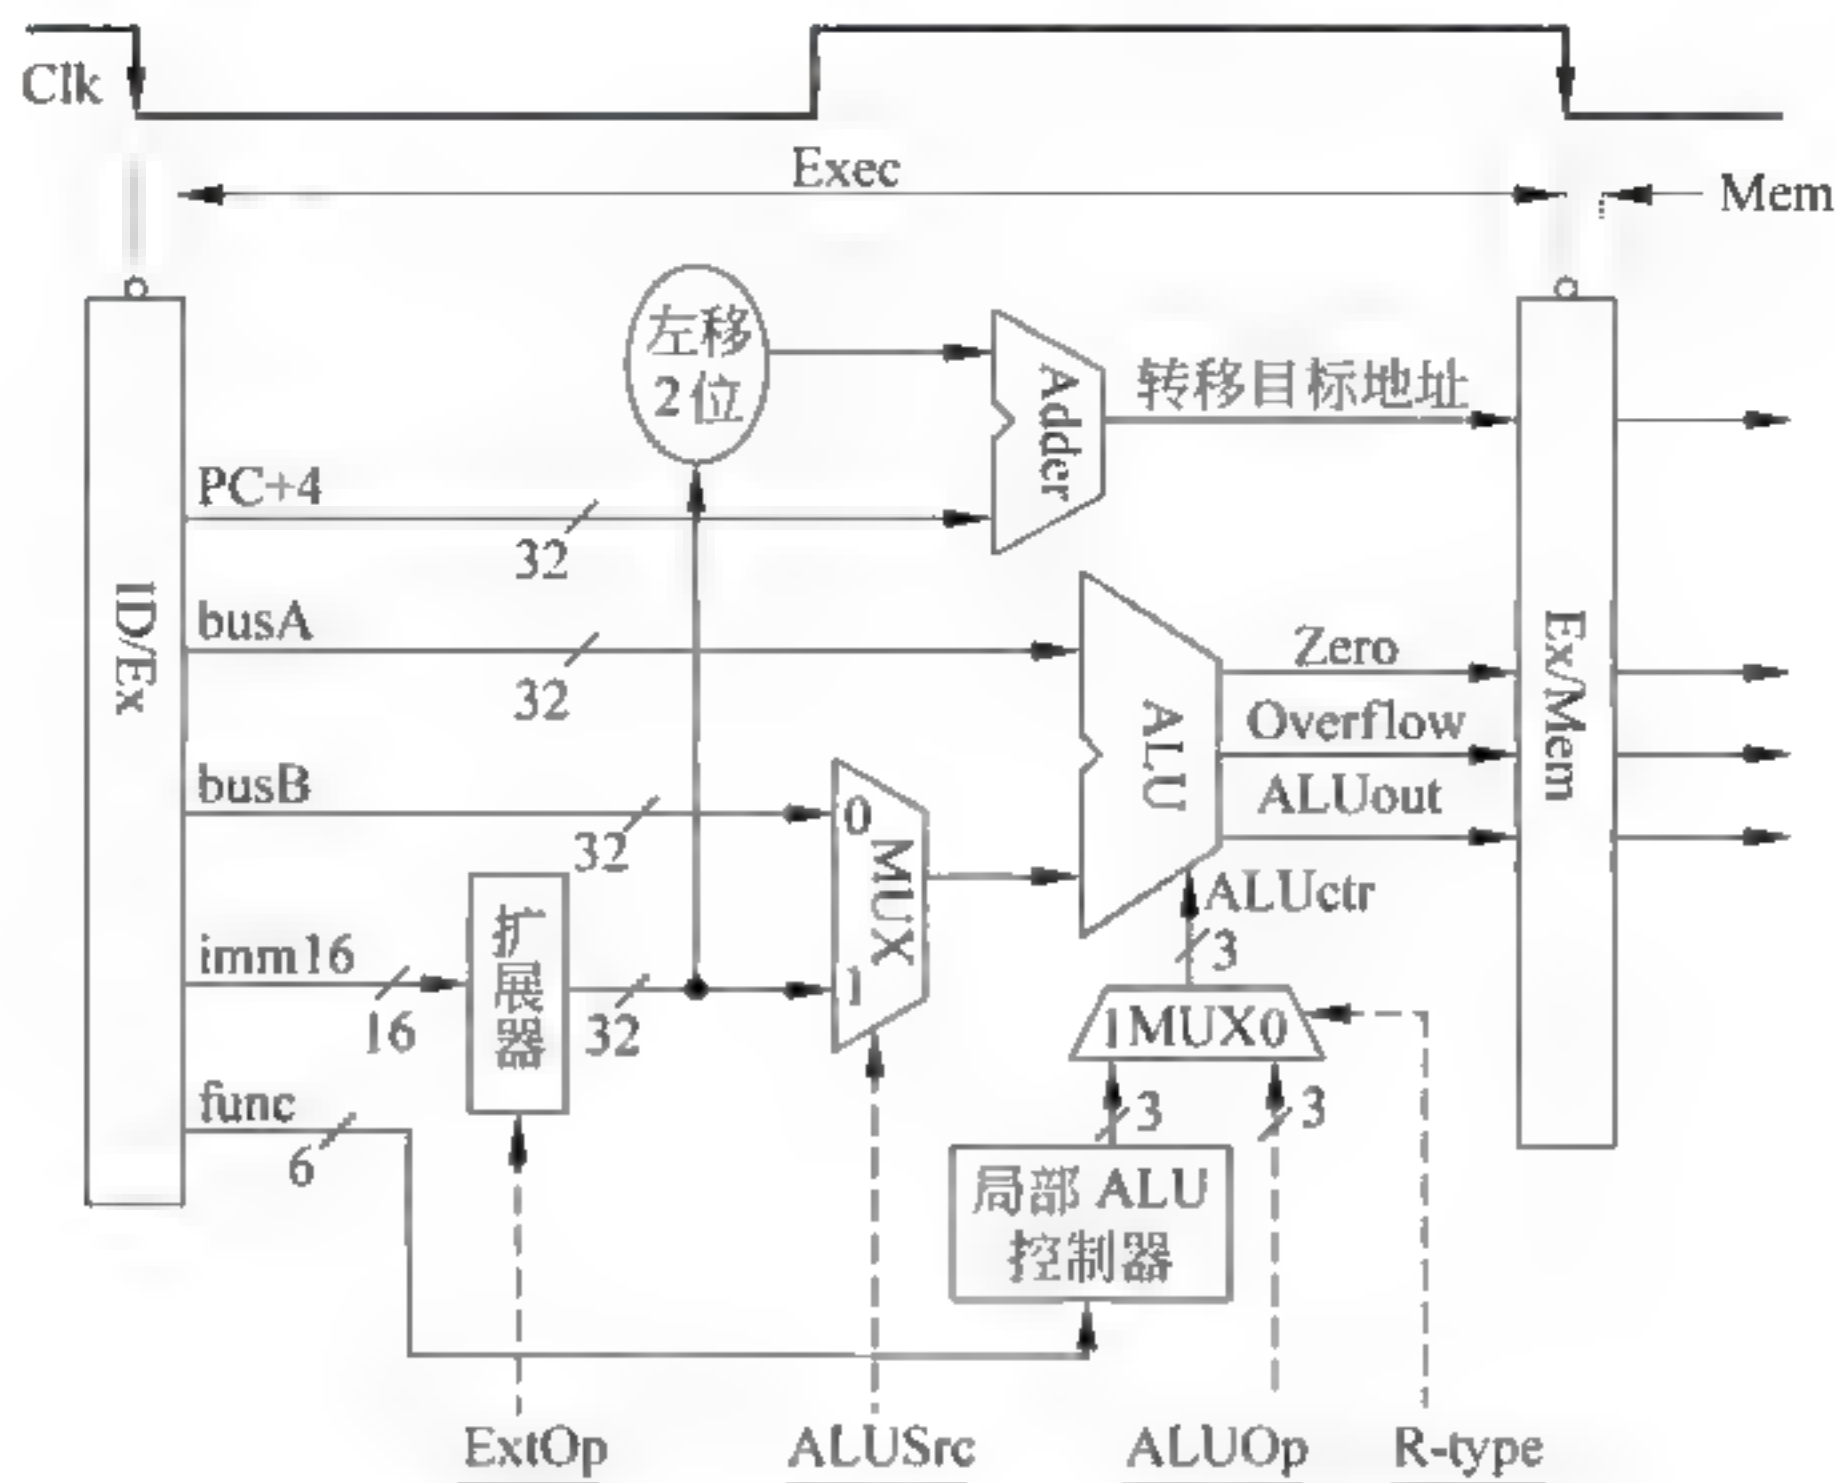 Clk
Exec
Mem
左移
2位
Adder
转移目标地址
PC+4
32
ID/Ex
busA
32
ALU
Zero
Overflow
ALUout
Ex/Mem
busB
32
0
MUX
1
ALUctr
3
imm16
16
扩展器
32
1MUX0
func
6
3
3
局部 ALU
控制器
ExtOp
ALUSrc
ALUOp
R-type